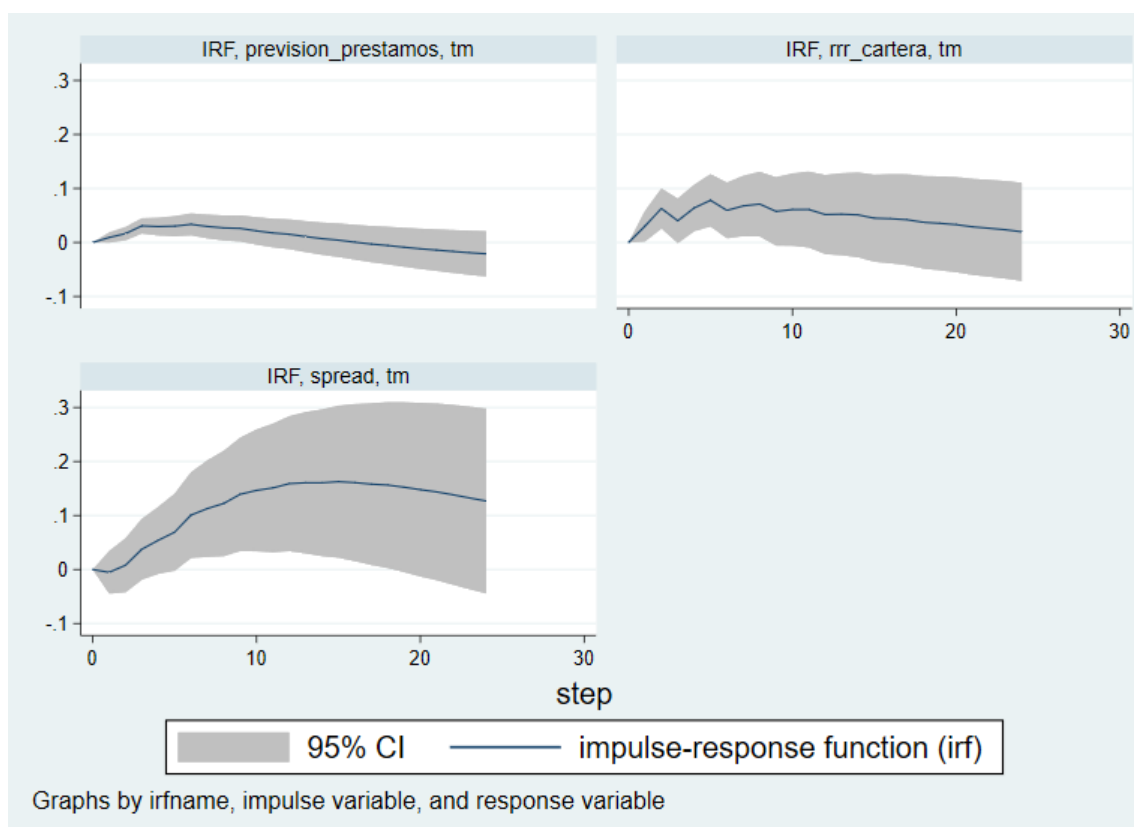 IRF, prevision_prestamos, tm
IRF, rrr_cartera, tm
.3
.2
.1
0
-.1
0
10
20
30
IRF, spread, tm
.3
.2
.1
0
-.1
0
10
20
30
step
95% CI
impulse-response function (irf)
Graphs by irfname, impulse variable, and response variable